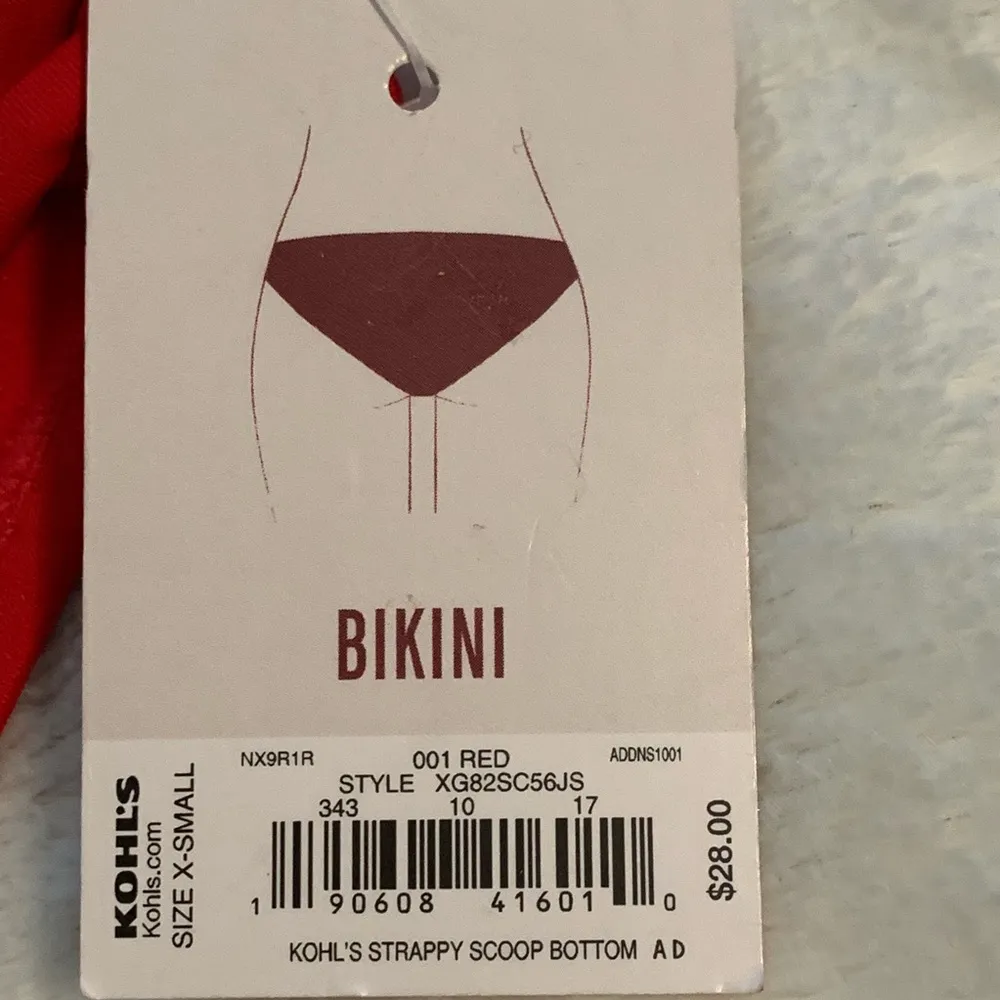 BIKINI
NX9R1R 001 RED ADDNS1001
STYLE XG82SC56JS
343 10 17
1 90608 41601 0
KOHL'S STRAPPY SCOOP BOTTOM A D
KOHL'S
Kohls.com
SIZE X-SMALL
$28.00